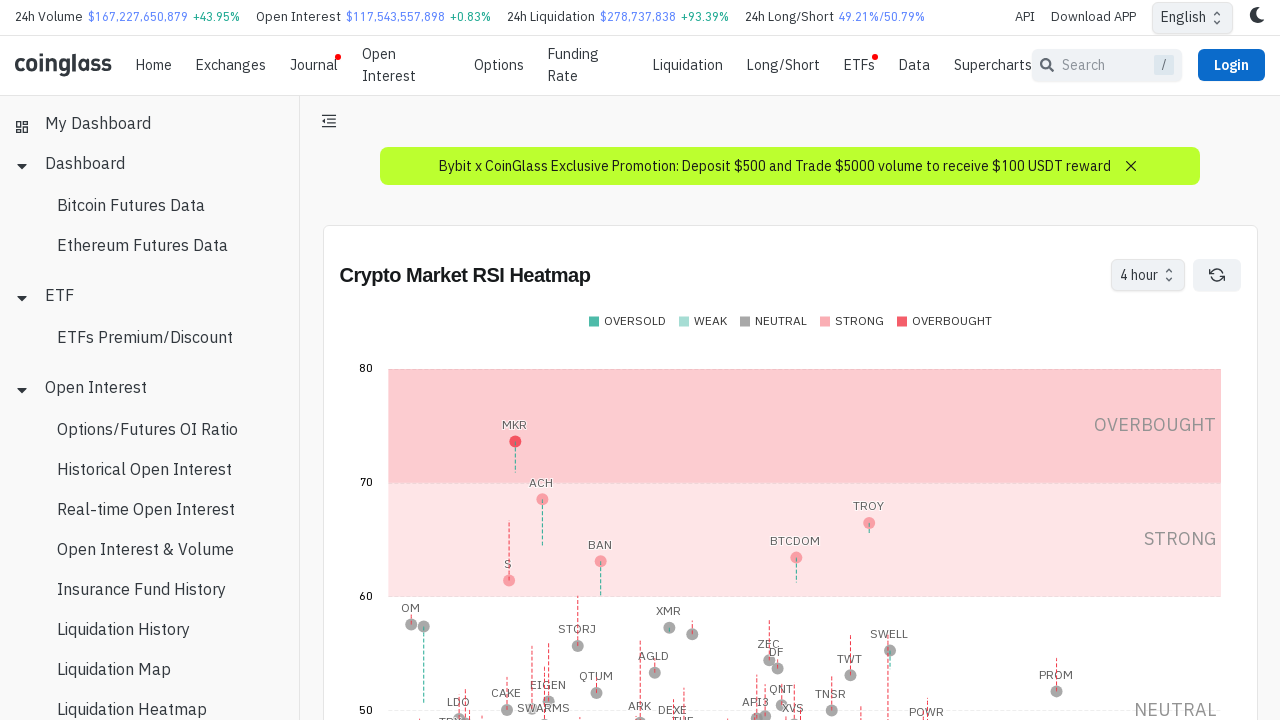 24h Volume $167,227,650,879 +43.95% Open Interest $117,543,557,898 +0.83% 24h Liquidation $278,737,838 +93.39% 24h Long/Short 49.21%/50.79% API Download APP English
coinglass Home Exchanges Journal Open Interest Options Funding Rate Liquidation Long/Short ETFs Data Supercharts Search / Login
My Dashboard
Dashboard
Bitcoin Futures Data
Ethereum Futures Data
ETF
ETFs Premium/Discount
Open Interest
Options/Futures OI Ratio
Historical Open Interest
Real-time Open Interest
Open Interest & Volume
Insurance Fund History
Liquidation History
Liquidation Map
Liquidation Heatmap
Bybit x CoinGlass Exclusive Promotion: Deposit $500 and Trade $5000 volume to receive $100 USDT reward
Crypto Market RSI Heatmap 4 hour
OVERSOLD WEAK NEUTRAL STRONG OVERBOUGHT
80
OVERBOUGHT
MKR
70
ACH
TROY
STRONG
BTCDOM
BAN
S
60
OM
XMR
STORJ
SWELL
ZEC
DF
AGLD
TWT
QTUM
PROM
EIGEN
QNT
CAKE
TNSR
LDO
API3
ARK
SWARMS
DEXE
XVS
POWR
50
NEUTRAL